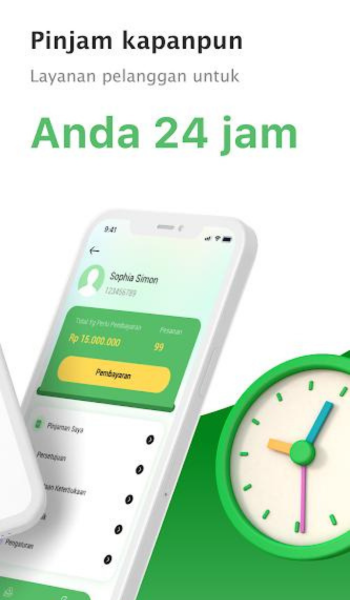 Pinjam kapanpun
Layanan pelanggan untuk
Anda 24 jam
9:41
Sophia Simon
123456789
Pesanan
Rp 15.000.000
99
Pembayaran
Pinjaman Saya
Persetujuan
Keterbukaan
Pengaturan